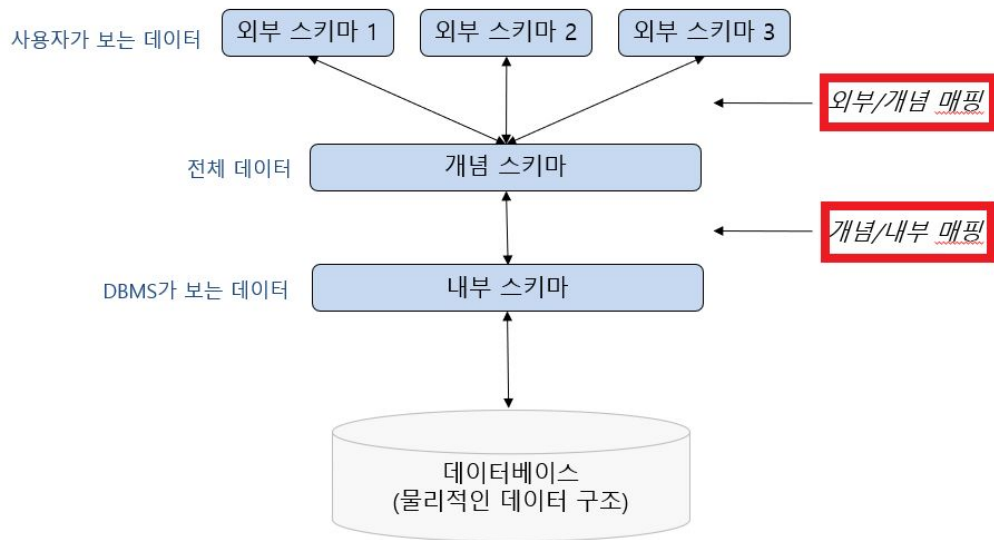 사용자가 보는 데이터
외부 스키마 1
외부 스키마 2
외부 스키마 3
외부/개념 매핑
전체 데이터
개념 스키마
개념/내부 매핑
DBMS가 보는 데이터
내부 스키마
데이터베이스
(물리적인 데이터 구조)